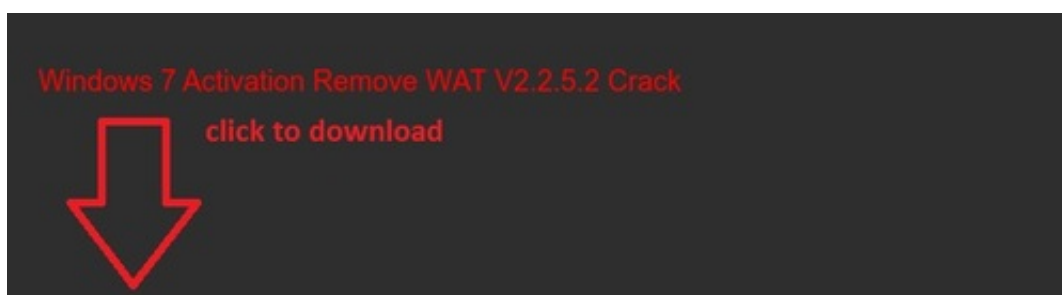 Windows 7 Activation Remove WAT V2.2.5.2 Crack
click to download